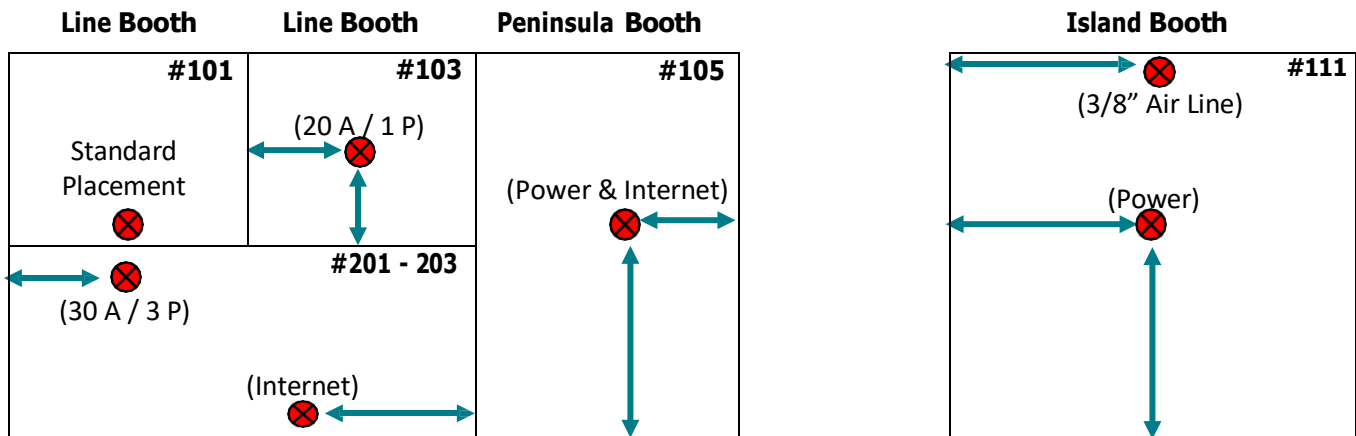 Line Booth
Line Booth
Peninsula Booth
Island Booth
#101
#103
#105
#111
(3/8” Air Line)
(20 A / 1 P)
Standard
Placement
(Power & Internet)
(Power)
#201 - 203
(30 A / 3 P)
(Internet)